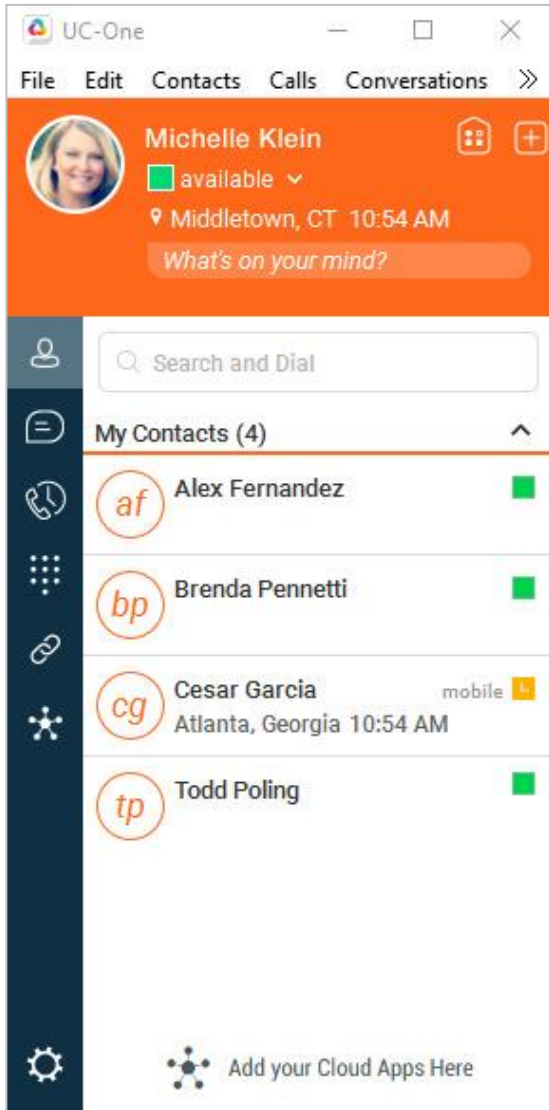 UC-One
File Edit Contacts Calls Conversations
Michelle Klein
available
Middletown, CT 10:54 AM
What's on your mind?
Search and Dial
My Contacts (4)
af Alex Fernandez
bp Brenda Pennetti
cg Cesar Garcia mobile
Atlanta, Georgia 10:54 AM
tp Todd Poling
Add your Cloud Apps Here